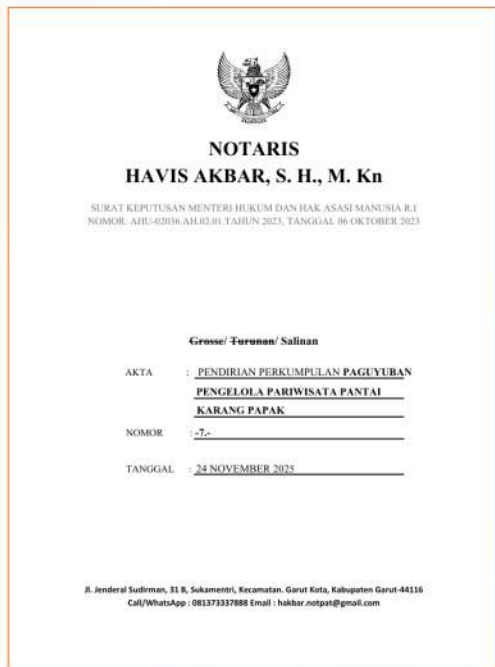 NOTARIS
HAVIS AKBAR, S. H., M. Kn
SURAT KEPUTUSAN MENTERI HUKUM DAN HAK ASASI MANUSIA R.I
NOMOR: AHU-02036.AH.02.01.TAHUN 2023, TANGGAL 06 OKTOBER 2023
Grosse/ Turunan/ Salinan
AKTA : PENDIRIAN PERKUMPULAN PAGUYUBAN
PENGELOLA PARIWISATA PANTAI
KARANG PAPAK
NOMOR : -7.-
TANGGAL : 24 NOVEMBER 2025
Jl. Jenderal Sudirman, 31 B, Sukamentri, Kecamatan. Garut Kota, Kabupaten Garut-44116
Call/WhatsApp : 081373337888 Email : hakbar.notpat@gmail.com